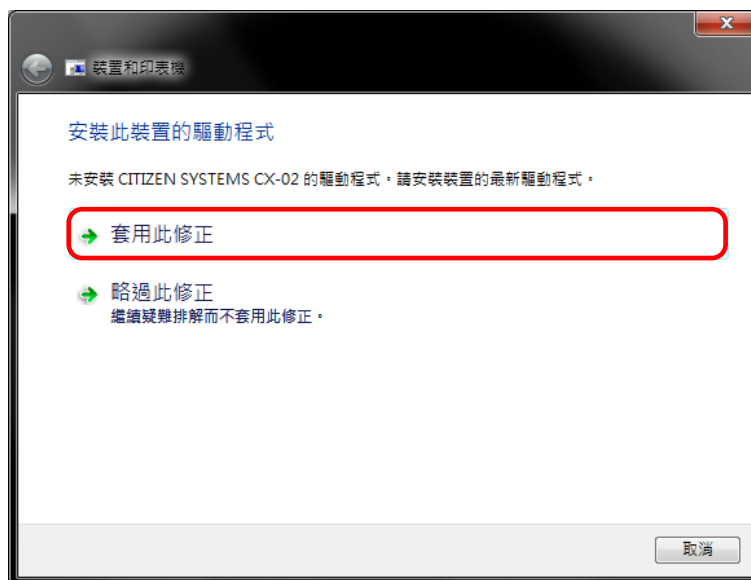 裝置和印表機
安裝此裝置的驅動程式
未安裝 CITIZEN SYSTEMS CX-02 的驅動程式。請安裝裝置的最新驅動程式。
套用此修正
略過此修正
繼續疑難排解而不套用此修正。
取消